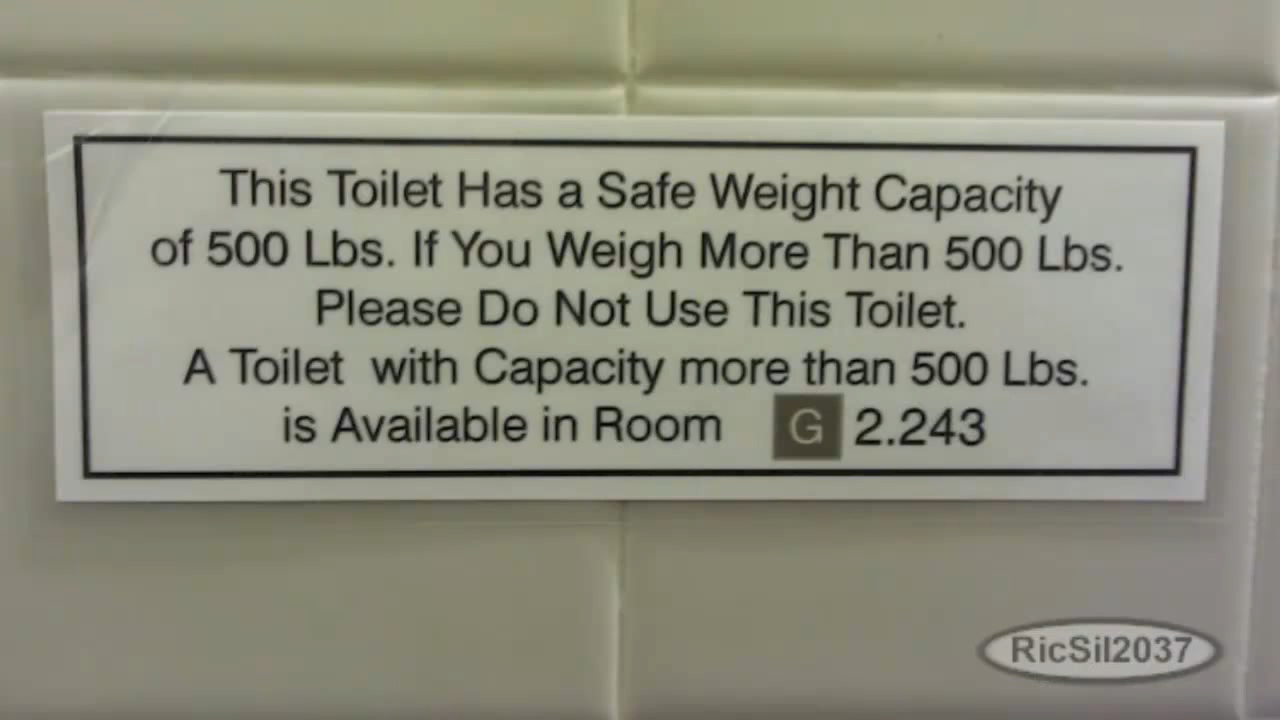 This Toilet Has a Safe Weight Capacity
of 500 Lbs. If You Weigh More Than 500 Lbs.
Please Do Not Use This Toilet.
A Toilet with Capacity more than 500 Lbs.
is Available in Room G 2.243
RicSil2037